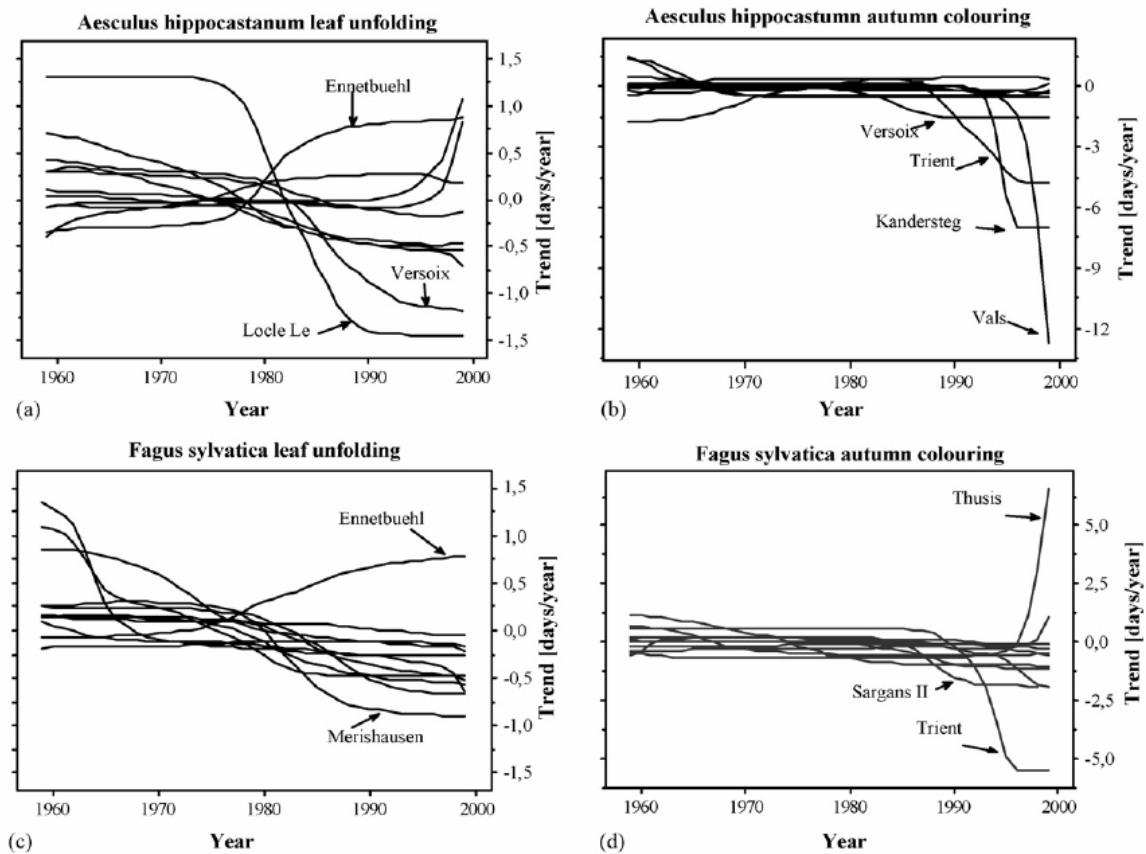 Aesculus hippocastanum leaf unfolding
1,5
1,0
0,5
0,0
-0,5
-1,0
-1,5
Trend [days/year]
Ennetbuehl
Versoix
Locle Le
1960 1970 1980 1990 2000
(a) Year
Aesculus hippocastumn autumn colouring
0
-3
-6
-9
-12
Trend [days/year]
Versoix
Trient
Kandersteg
Vals
1960 1970 1980 1990 2000
(b) Year
Fagus sylvatica leaf unfolding
1,5
1,0
0,5
0,0
-0,5
-1,0
-1,5
Trend [days/year]
Ennetbuehl
Merishausen
1960 1970 1980 1990 2000
(c) Year
Fagus sylvatica autumn colouring
5,0
2,5
0,0
-2,5
-5,0
Trend [days/year]
Thusis
Sargans II
Trient
1960 1970 1980 1990 2000
(d) Year